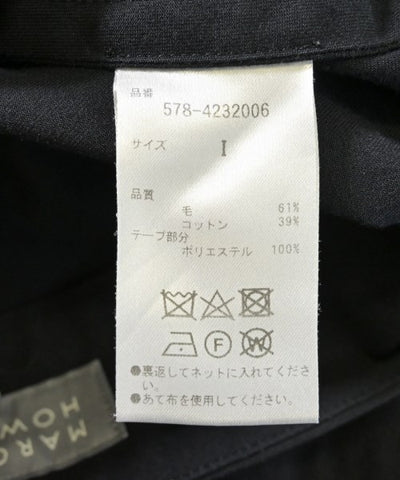 品番
578-4232006
サイズ I
品質
毛 61%
コットン 39%
テープ部分
ポリエステル 100%
F W
●裏返してネットに入れてくださ
い。
●あて布を使用してください。
MARG
HOW